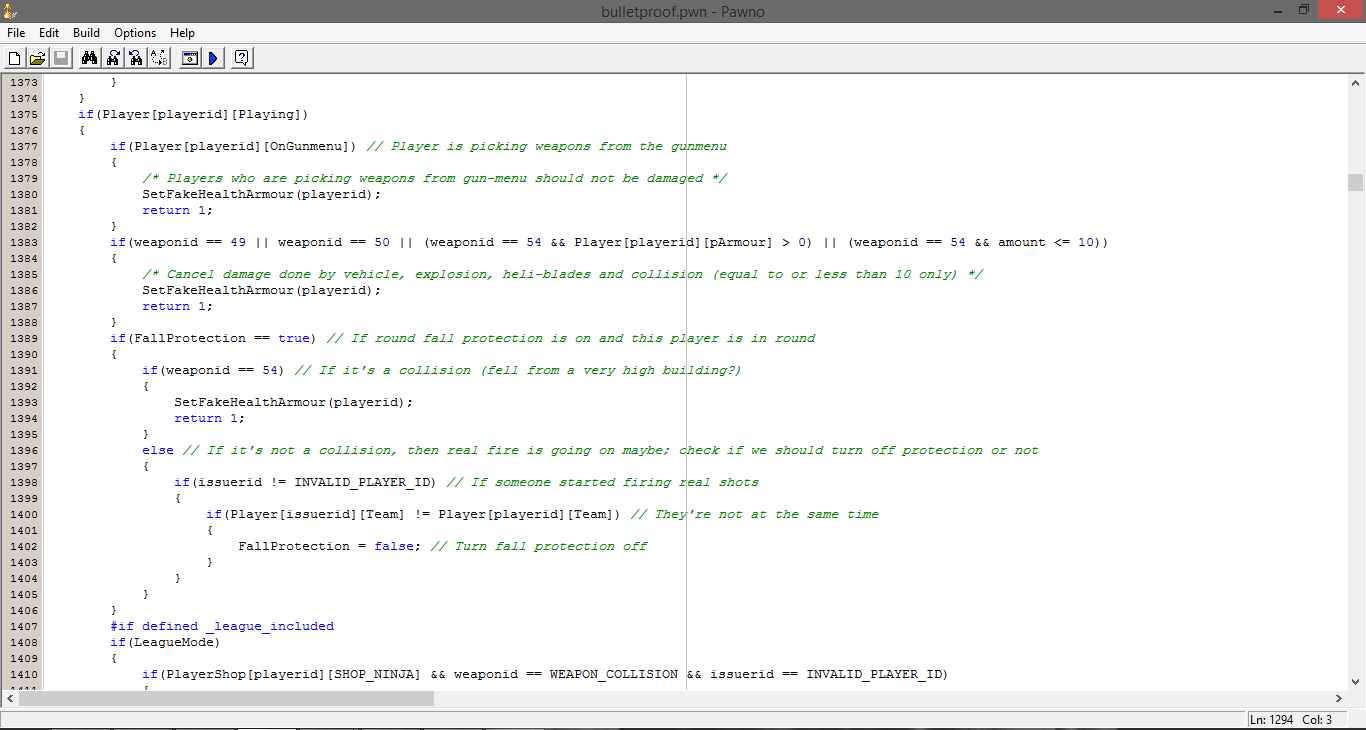 bulletproof.pwn - Pawno
File Edit Build Options Help
1373 }
1374 }
1375 if(Player[playerid][Playing])
1376 {
1377 if(Player[playerid][OnGunmenu]) // Player is picking weapons from the gunmenu
1378 {
1379 /* Players who are picking weapons from gun-menu should not be damaged */
1380 SetFakeHealthArmour(playerid);
1381 return 1;
1382 }
1383 if(weaponid == 49 || weaponid == 50 || (weaponid == 54 && Player[playerid][pArmour] > 0) || (weaponid == 54 && amount <= 10))
1384 {
1385 /* Cancel damage done by vehicle, explosion, heli-blades and collision (equal to or less than 10 only) */
1386 SetFakeHealthArmour(playerid);
1387 return 1;
1388 }
1389 if(FallProtection == true) // If round fall protection is on and this player is in round
1390 {
1391 if(weaponid == 54) // If it's a collision (fell from a very high building?)
1392 {
1393 SetFakeHealthArmour(playerid);
1394 return 1;
1395 }
1396 else // If it's not a collision, then real fire is going on maybe; check if we should turn off protection or not
1397 {
1398 if(issuerid != INVALID_PLAYER_ID) // If someone started firing real shots
1399 {
1400 if(Player[issuerid][Team] != Player[playerid][Team]) // They're not at the same time
1401 {
1402 FallProtection = false; // Turn fall protection off
1403 }
1404 }
1405 }
1406 }
1407 #if defined _league_included
1408 if(LeagueMode)
1409 {
1410 if(PlayerShop[playerid][SHOP_NINJA] && weaponid == WEAPON_COLLISION && issuerid == INVALID_PLAYER_ID)
1411 {
Ln: 1294 Col: 3